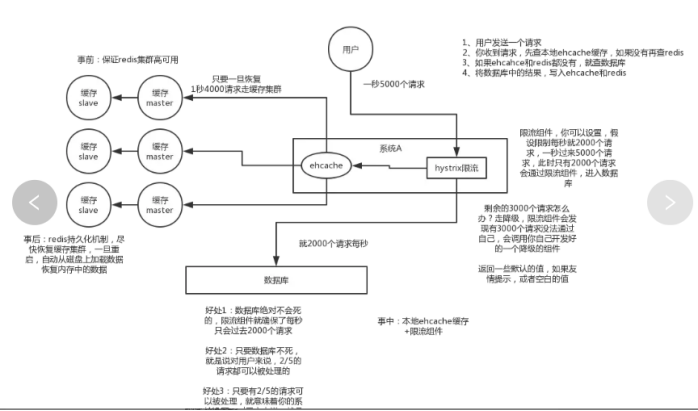 用户
1、用户发送一个请求
2、你收到请求，先查本地ehcache缓存，如果没有再查redis
3、如果ehcahce和redis都没有，就查数据库
4、将数据库中的结果，写入ehcache和redis
事前：保证redis集群高可用
只要一旦恢复
1秒4000请求走缓存集群
一秒5000个请求
缓存
slave
缓存
master
缓存
slave
缓存
master
缓存
slave
缓存
master
系统A
ehcache
hystrix限流
限流组件，你可以设置，假
设限制每秒就2000个请
求，一秒过来5000个请
求，此时只有2000个请求
会通过限流组件，进入数据
库
剩余的3000个请求怎么
办？走降级，限流组件会发
现有3000个请求没法通过
自己，会调用你自己开发好
的一个降级的组件
返回一些默认的值，如果友
情提示，或者空白的值
事后：redis持久化机制，尽
快恢复缓存集群，一旦重
启，自动从磁盘上加载数据
恢复内存中的数据
就2000个请求每秒
数据库
好处1：数据库绝对不会死
的，限流组件就确保了每秒
只会过去2000个请求
事中：本地ehcache缓存
+限流组件
好处2：只要数据库不死，
就是说对用户来说，2/5的
请求都可以被处理的
好处3：只要有2/5的请求可
以被处理，就意味着你的系